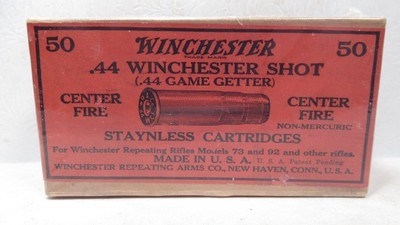 50 WINCHESTER 50
TRADE MARK
.44 WINCHESTER SHOT
(.44 GAME GETTER)
CENTER FIRE
CENTER FIRE
NON-MERCURIC
STAYNLESS CARTRIDGES
For Winchester Repeating Rifles Models 73 and 92 and other rifles.
MADE IN U.S.A. U.S.A. Patent Pending
WINCHESTER REPEATING ARMS CO., NEW HAVEN, CONN., U.S.A.